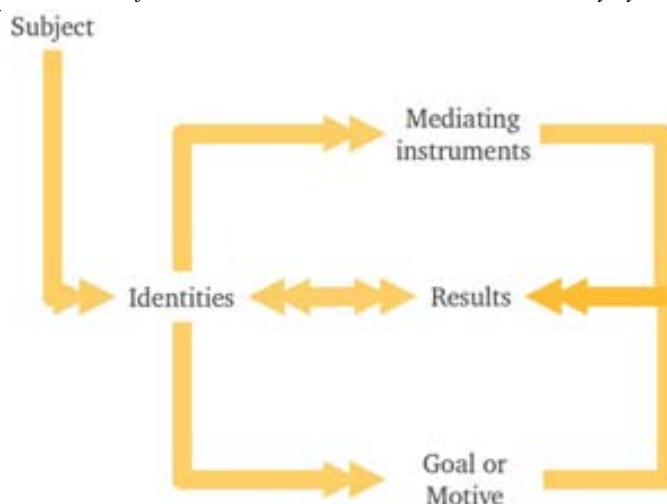 Subject
Mediating
instruments
Identities
Results
Goal or
Motive